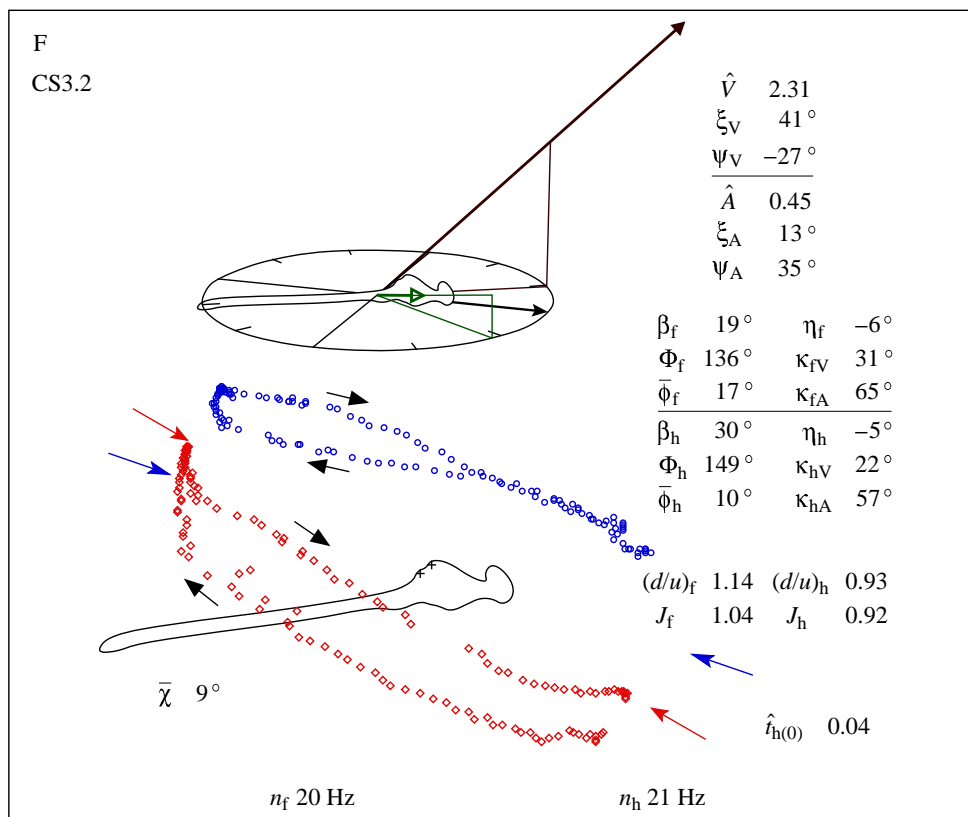 F
CS3.2
V̂ 2.31
ξV 41°
ψV −27°
Â 0.45
ξA 13°
ψA 35°
βf 19° ηf −6°
Φf 136° κfV 31°
ϕ̄f 17° κfA 65°
βh 30° ηh −5°
Φh 149° κhV 22°
ϕ̄h 10° κhA 57°
(d/u)f 1.14 (d/u)h 0.93
Jf 1.04 Jh 0.92
χ̄ 9°
t̂h(0) 0.04
nf 20 Hz nh 21 Hz